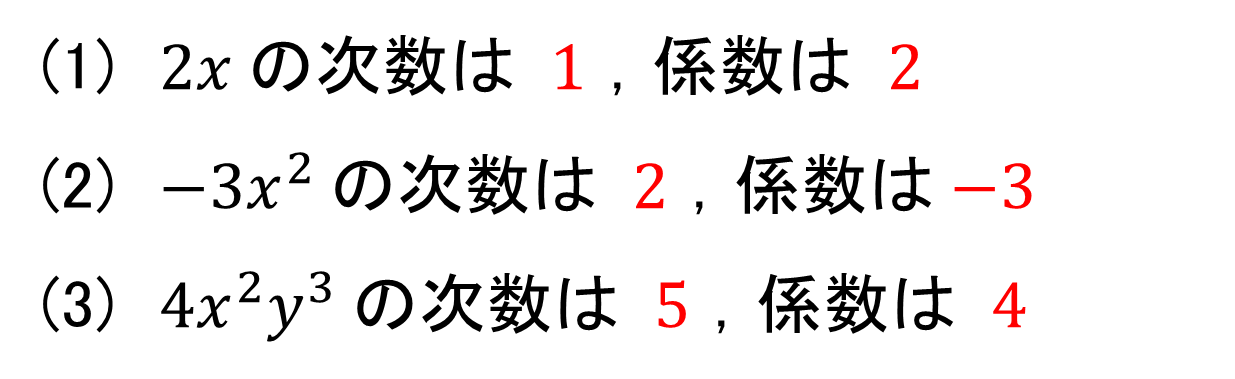 (1) 2x の次数は 1 , 係数は 2
(2) −3x² の次数は 2 , 係数は −3
(3) 4x²y³ の次数は 5 , 係数は 4